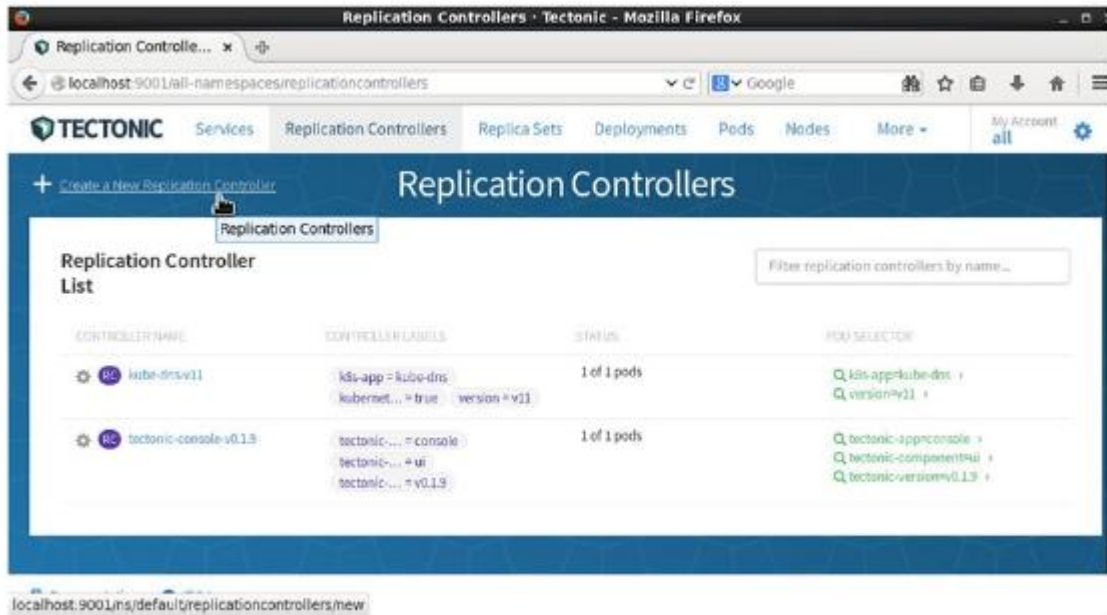 Replication Controllers · Tectonic - Mozilla Firefox
Replication Controlle...
localhost:9001/all-namespaces/replicationcontrollers
Google
TECTONIC Services Replication Controllers Replica Sets Deployments Pods Nodes More
My Account
all
Create a New Replication Controller
Replication Controllers
Replication Controllers
Replication Controller
List
Filter replication controllers by name...
CONTROLLER NAME CONTROLLER LABELS STATUS POD SELECTOR
RC kube-dns-v11 k8s-app = kube-dns 1 of 1 pods k8s-app=kube-dns
kubernet... = true version = v11 version=v11
RC tectonic-console-v0.1.9 tectonic-... = console 1 of 1 pods tectonic-app=console
tectonic-... = ui tectonic-component=ui
tectonic-... = v0.1.9 tectonic-version=v0.1.9
localhost:9001/ns/default/replicationcontrollers/new